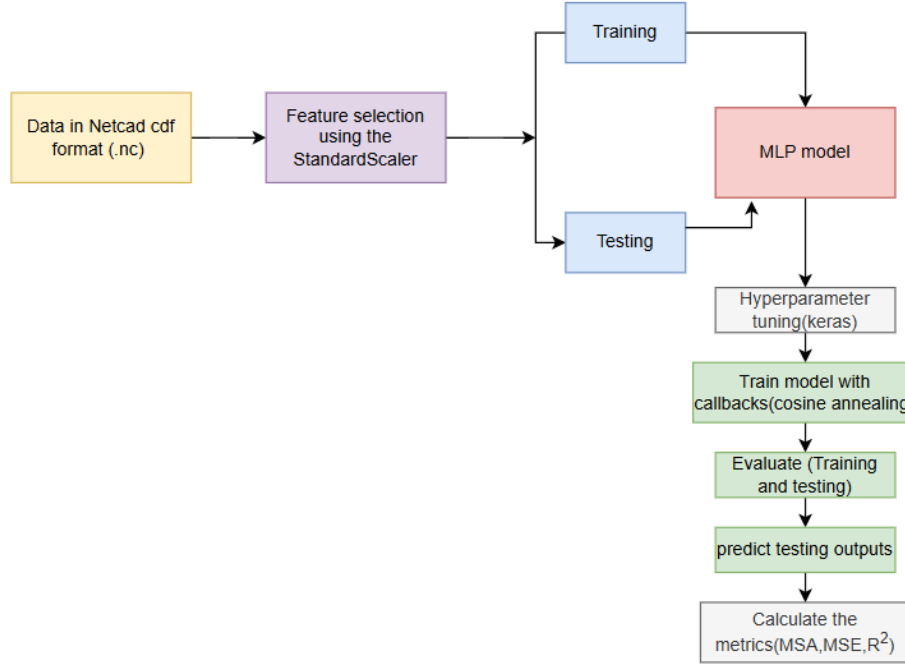 Training
Data in Netcad cdf
format (.nc)
Feature selection
using the
StandardScaler
MLP model
Testing
Hyperparameter
tuning(keras)
Train model with
callbacks(cosine annealing
Evaluate (Training
and testing)
predict testing outputs
Calculate the
metrics(MSA,MSE,R²)